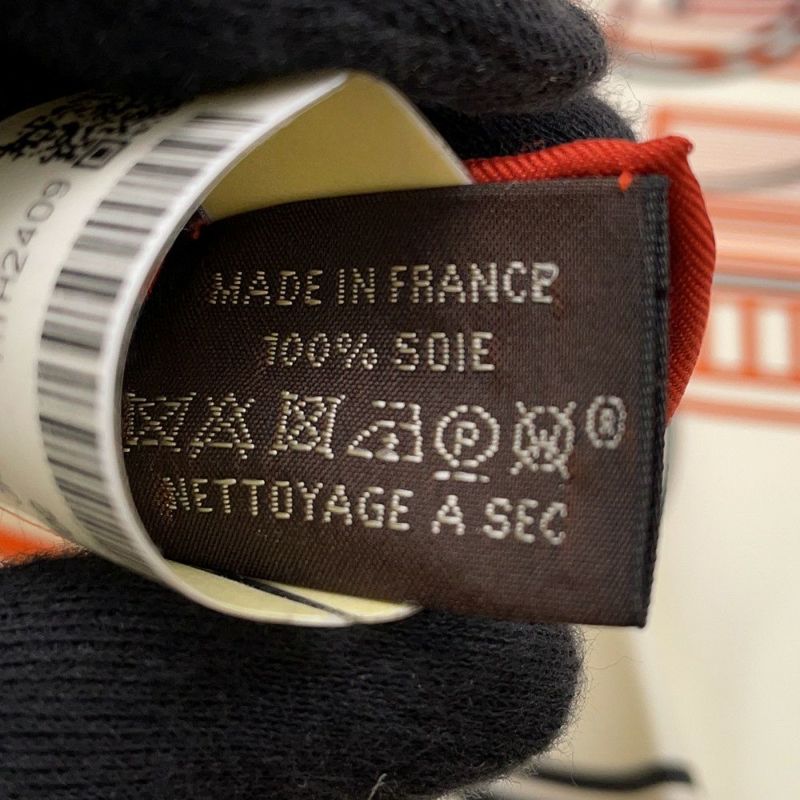 MADE IN FRANCE
100% SOIE
P W ®
NETTOYAGE A SEC